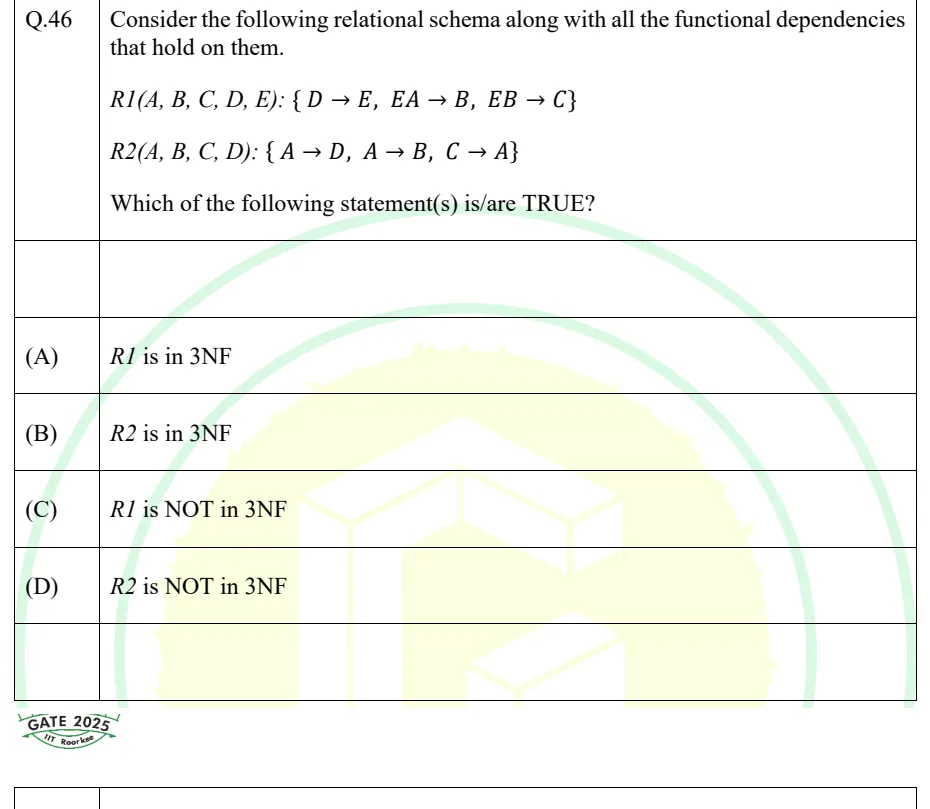 Q.46 Consider the following relational schema along with all the functional dependencies
that hold on them.
R1(A, B, C, D, E): { D → E, EA → B, EB → C}
R2(A, B, C, D): { A → D, A → B, C → A}
Which of the following statement(s) is/are TRUE?
(A) R1 is in 3NF
(B) R2 is in 3NF
(C) R1 is NOT in 3NF
(D) R2 is NOT in 3NF
GATE 2025
IIT Roorkee